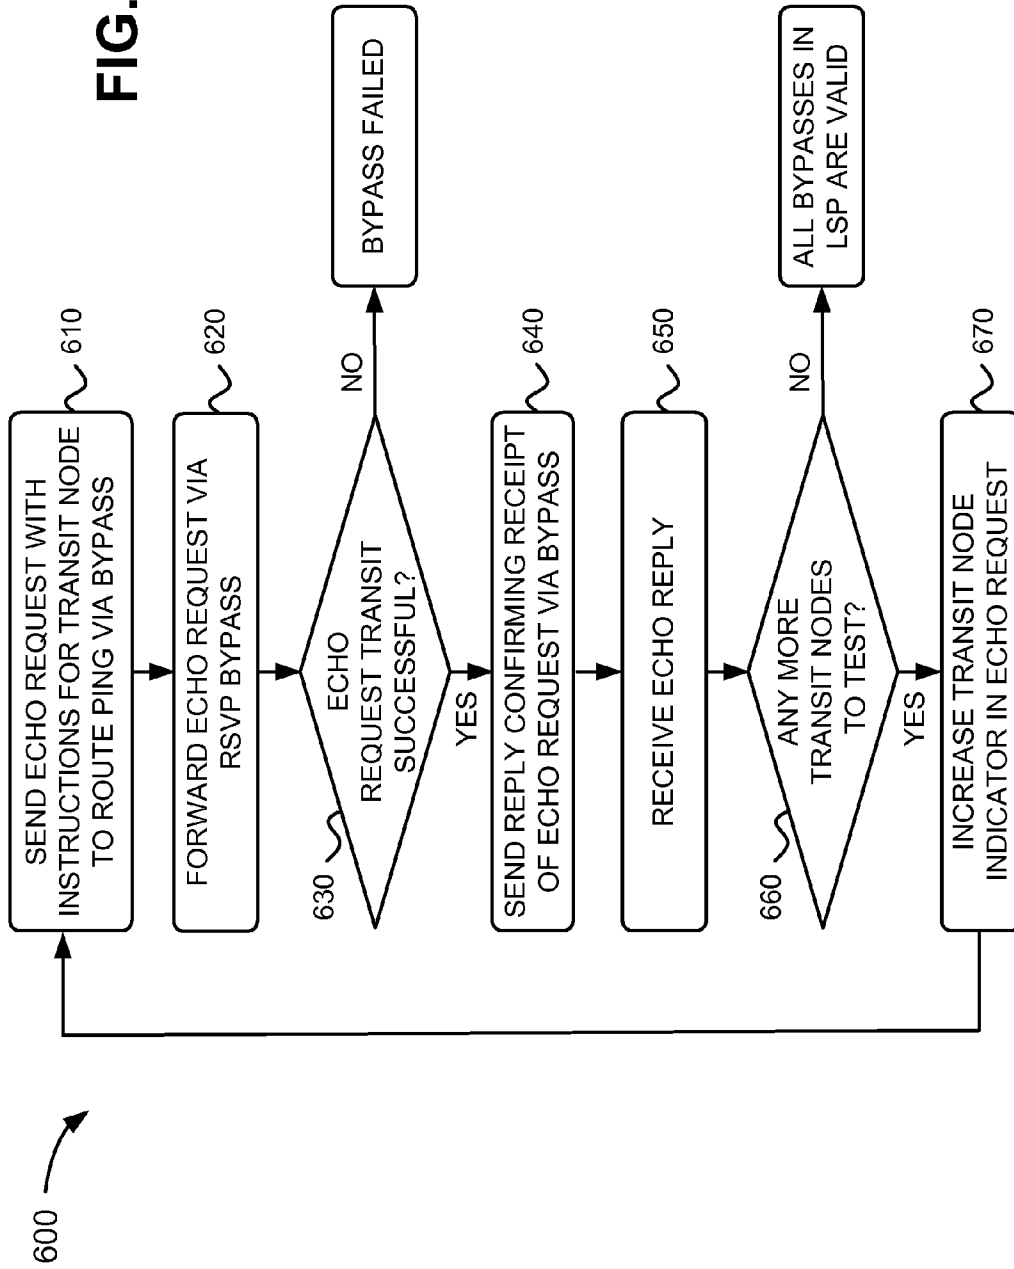 FIG.
600
SEND ECHO REQUEST WITH
INSTRUCTIONS FOR TRANSIT NODE
TO ROUTE PING VIA BYPASS
610
FORWARD ECHO REQUEST VIA
RSVP BYPASS
620
ECHO
REQUEST TRANSIT
SUCCESSFUL?
630
NO
BYPASS FAILED
YES
SEND REPLY CONFIRMING RECEIPT
OF ECHO REQUEST VIA BYPASS
640
RECEIVE ECHO REPLY
650
ANY MORE
TRANSIT NODES
TO TEST?
660
NO
ALL BYPASSES IN
LSP ARE VALID
YES
INCREASE TRANSIT NODE
INDICATOR IN ECHO REQUEST
670